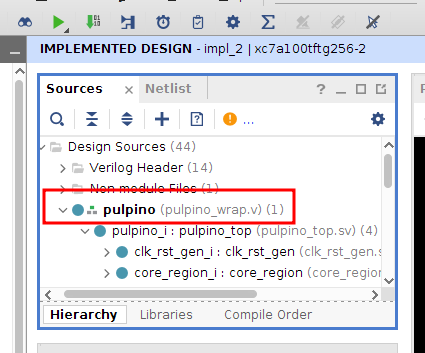 IMPLEMENTED DESIGN - impl_2 | xc7a100tftg256-2
Sources
Netlist
Design Sources (44)
Verilog Header (14)
Non-module Files (1)
pulpino (pulpino_wrap.v) (1)
pulpino_i : pulpino_top (pulpino_top.sv) (4)
clk_rst_gen_i : clk_rst_gen (clk_rst_gen.s
core_region_i : core_region (core_region
Hierarchy
Libraries
Compile Order